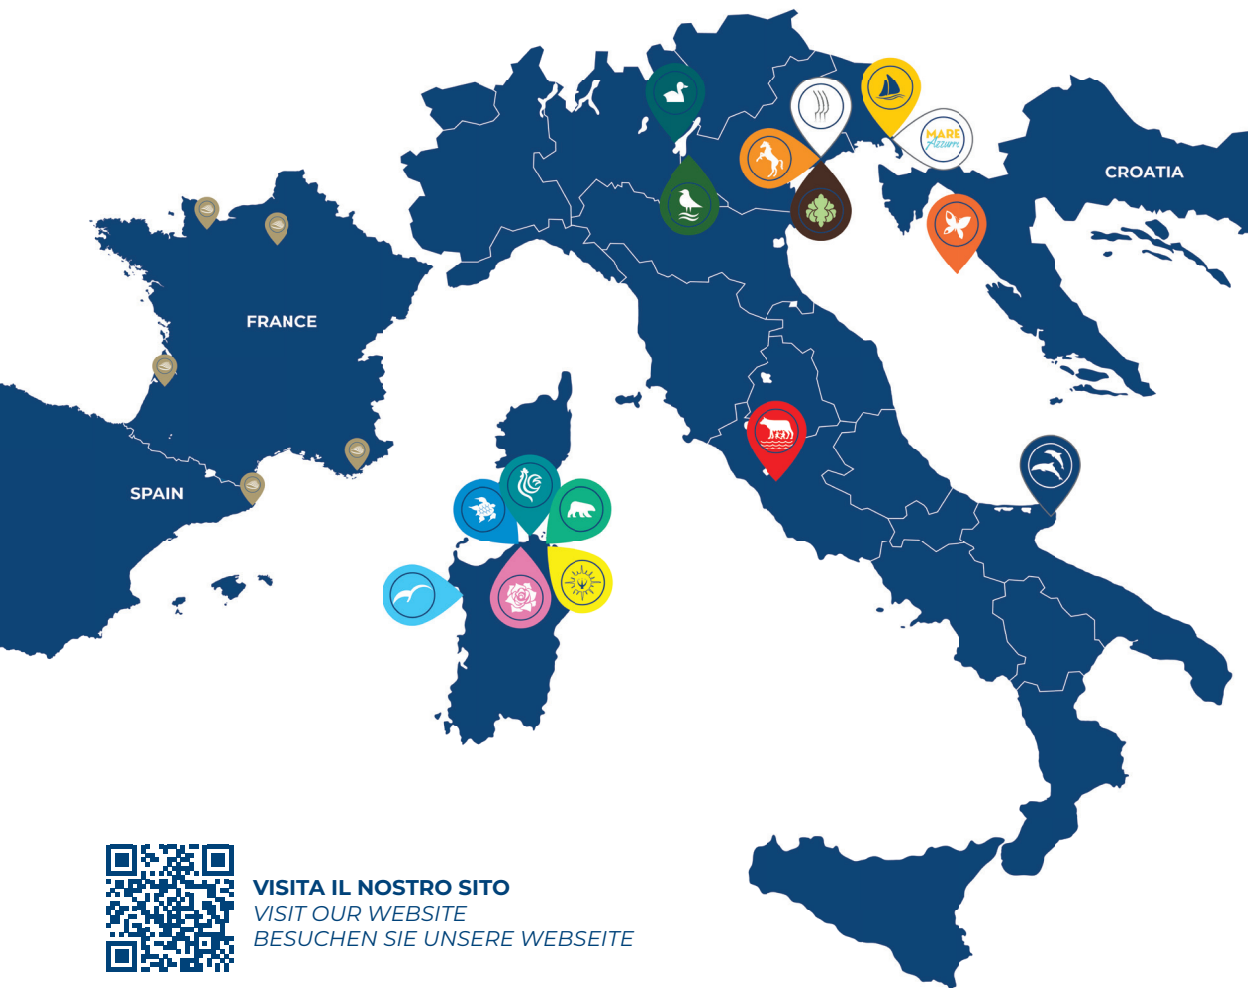 MARE
Azzurro
CROATIA
FRANCE
SPAIN
VISITA IL NOSTRO SITO
VISIT OUR WEBSITE
BESUCHEN SIE UNSERE WEBSEITE